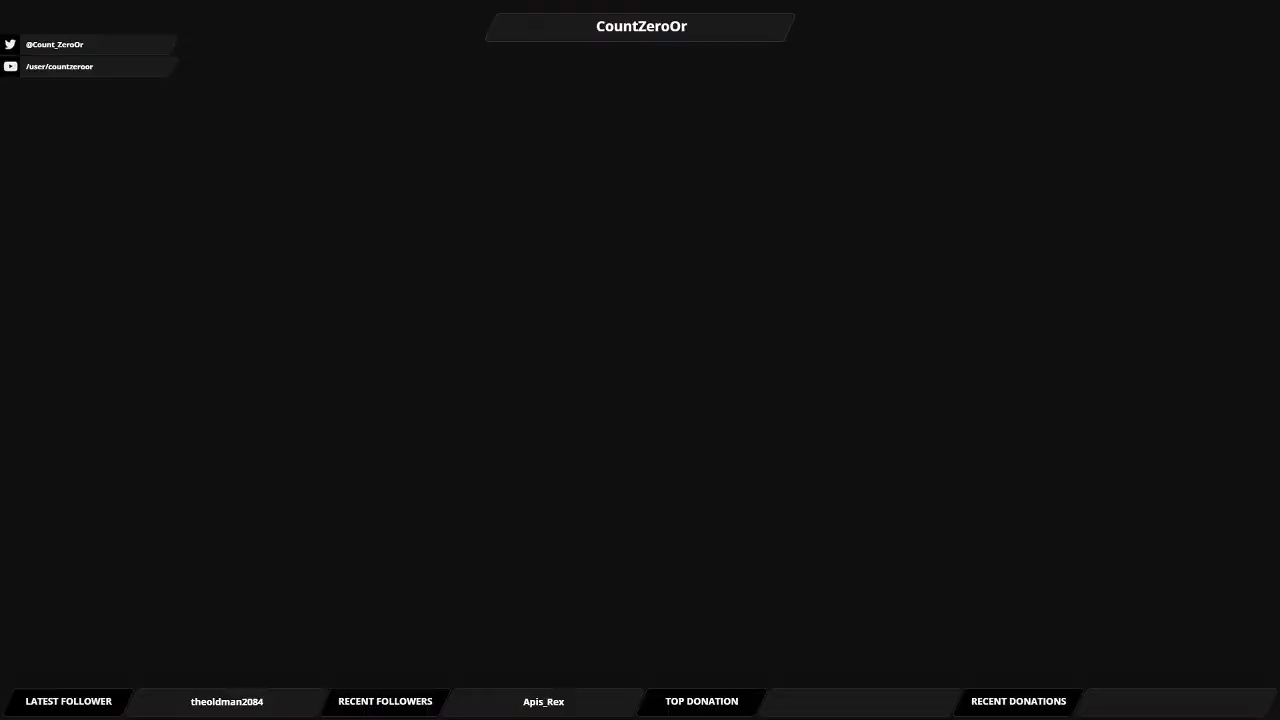 CountZeroOr
@Count_ZeroOr
/user/countzeroor
LATEST FOLLOWER theoldman2084 RECENT FOLLOWERS Apis_Rex TOP DONATION RECENT DONATIONS